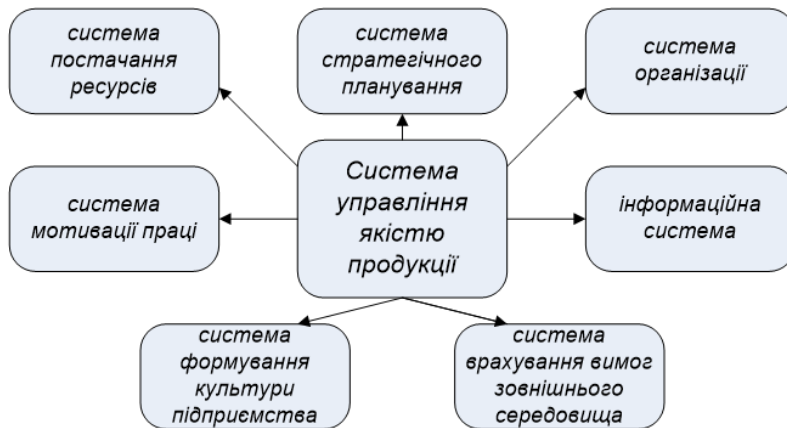 система
постачання
ресурсів
система
стратегічного
планування
система
організації
система
мотивації праці
Система
управління
якістю
продукції
інформаційна
система
система
формування
культури
підприємства
система
врахування вимог
зовнішнього
середовища